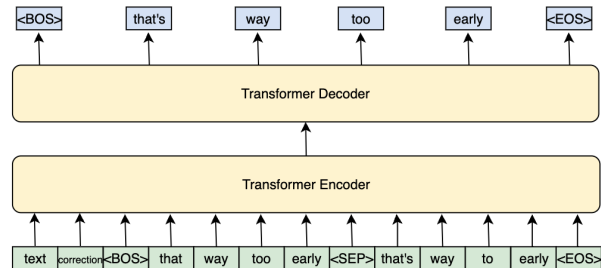 <BOS> that's way too early <EOS>
Transformer Decoder
Transformer Encoder
text correction <BOS> that way too early <SEP> that's way to early <EOS>